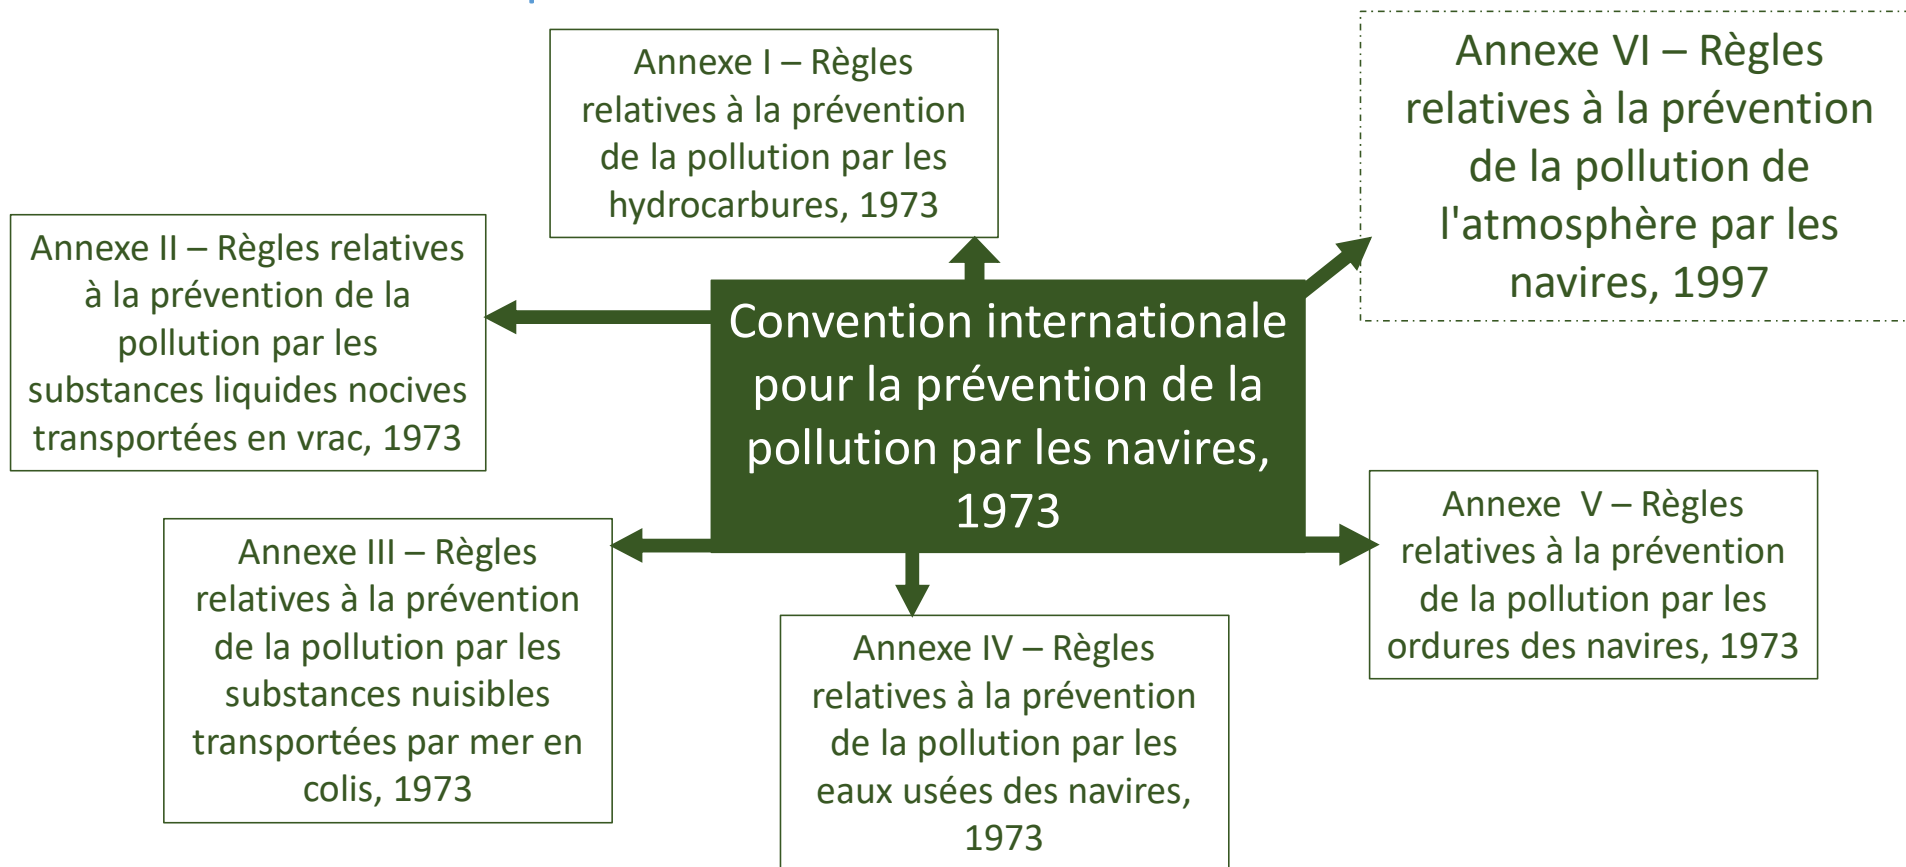 Annexe I – Règles
relatives à la prévention
de la pollution par les
hydrocarbures, 1973
Annexe VI – Règles
relatives à la prévention
de la pollution de
l'atmosphère par les
navires, 1997
Annexe II – Règles relatives
à la prévention de la
pollution par les
substances liquides nocives
transportées en vrac, 1973
Convention internationale
pour la prévention de la
pollution par les navires,
1973
Annexe III – Règles
relatives à la prévention
de la pollution par les
substances nuisibles
transportées par mer en
colis, 1973
Annexe IV – Règles
relatives à la prévention
de la pollution par les
eaux usées des navires,
1973
Annexe  V – Règles
relatives à la prévention
de la pollution par les
ordures des navires, 1973